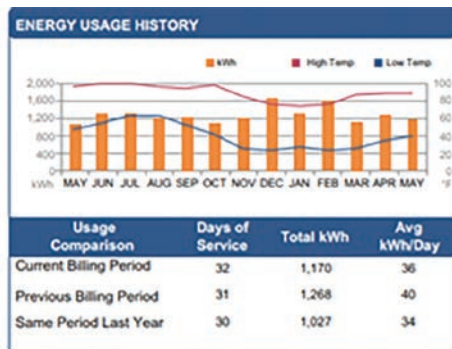 ENERGY USAGE HISTORY
kWh High Temp Low Temp
2,000 100
1,600 80
1,200 60
800 40
400 20
0 0
kWh MAY JUN JUL AUG SEP OCT NOV DEC JAN FEB MAR APR MAY °F
Usage Comparison Days of Service Total kWh Avg kWh/Day
Current Billing Period 32 1,170 36
Previous Billing Period 31 1,268 40
Same Period Last Year 30 1,027 34